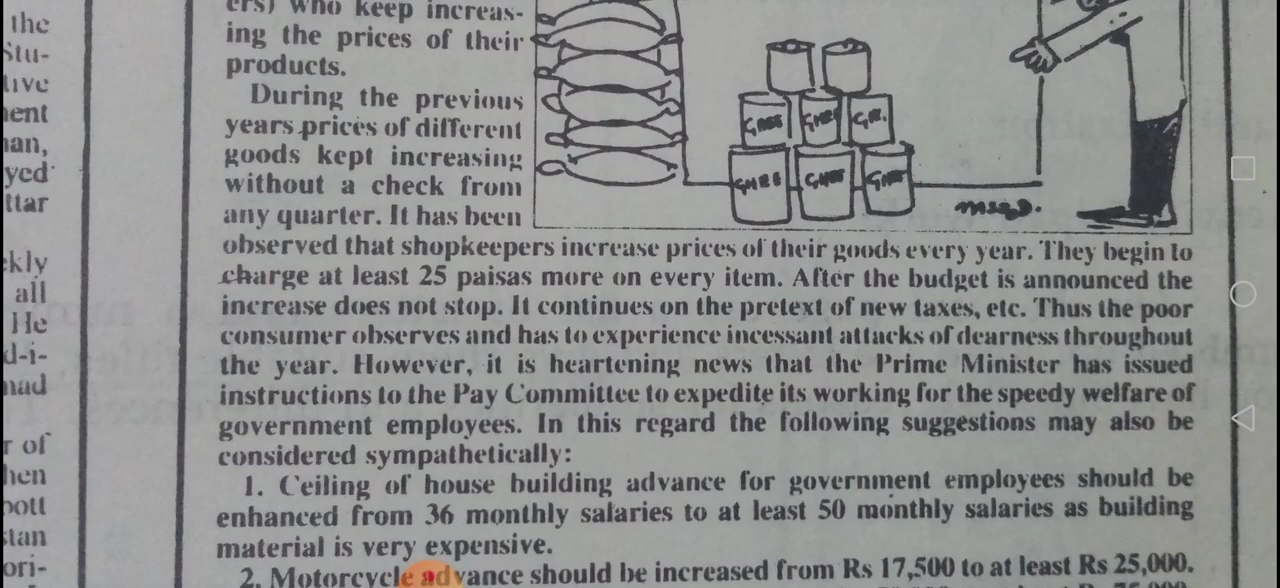 the
Stu-
tive
nent
nan,
yed
ttar
ekly
all
He
d-i-
mad
r of
hen
bott
stan
ori-
ers) who keep increas-
ing the prices of their
products.
During the previous
years prices of different
goods kept increasing
without a check from
any quarter. It has been
observed that shopkeepers increase prices of their goods every year. They begin to
charge at least 25 paisas more on every item. After the budget is announced the
increase does not stop. It continues on the pretext of new taxes, etc. Thus the poor
consumer observes and has to experience incessant attacks of dearness throughout
the year. However, it is heartening news that the Prime Minister has issued
instructions to the Pay Committee to expedite its working for the speedy welfare of
government employees. In this regard the following suggestions may also be
considered sympathetically:
1. Ceiling of house building advance for government employees should be
enhanced from 36 monthly salaries to at least 50 monthly salaries as building
material is very expensive.
2. Motorcycle advance should be increased from Rs 17,500 to at least Rs 25,000.